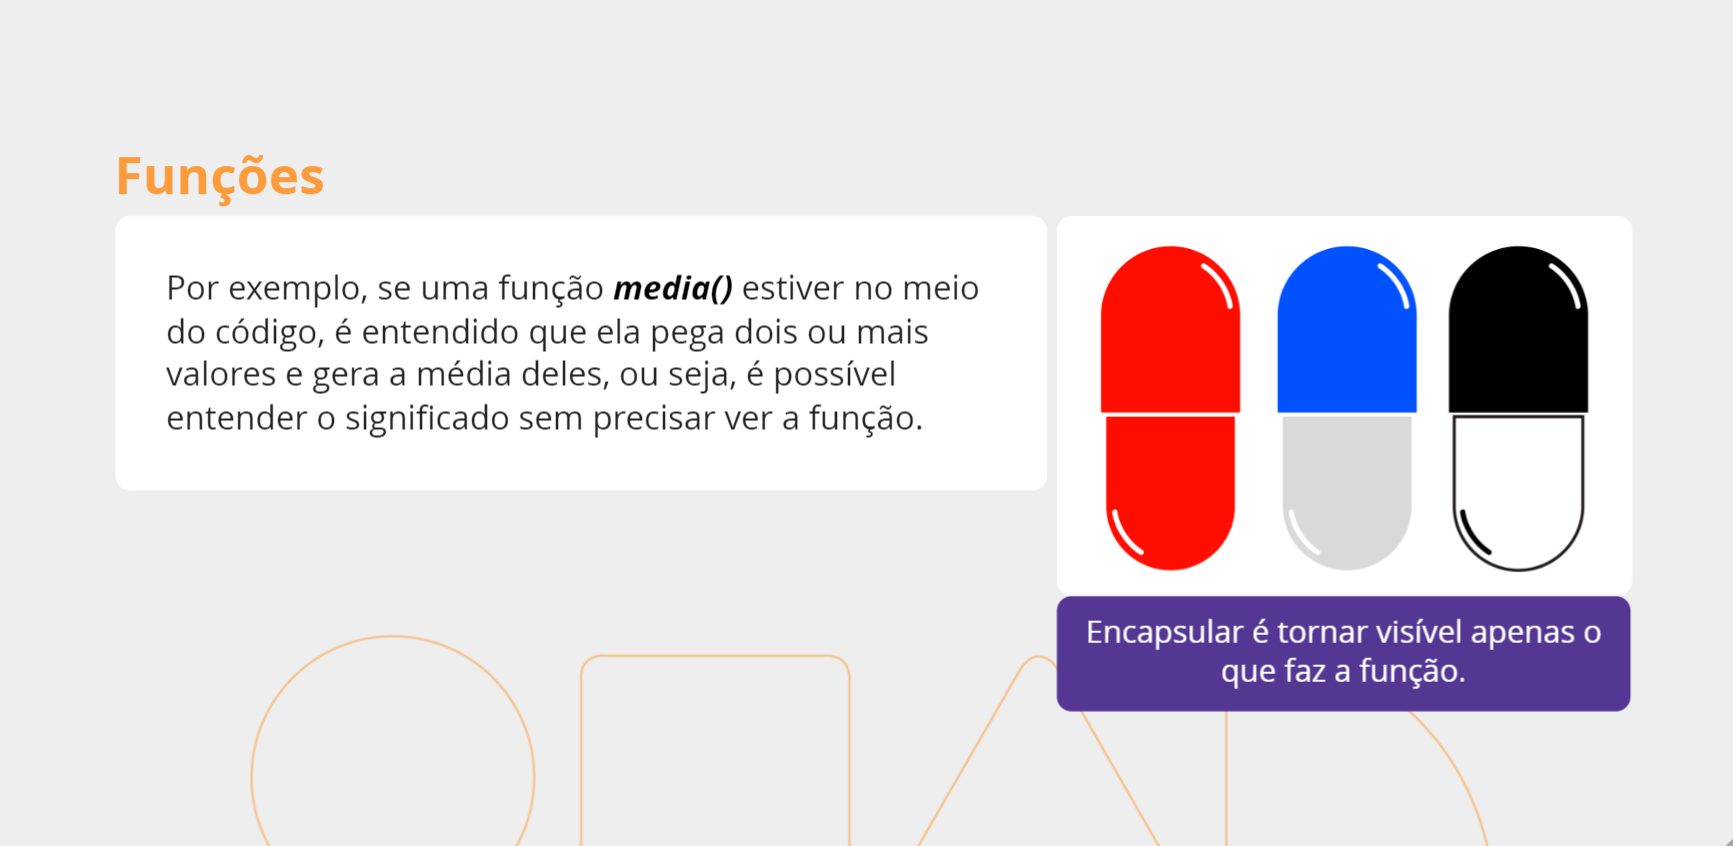 Funções
Por exemplo, se uma função media() estiver no meio
do código, é entendido que ela pega dois ou mais
valores e gera a média deles, ou seja, é possível
entender o significado sem precisar ver a função.
Encapsular é tornar visível apenas o
que faz a função.